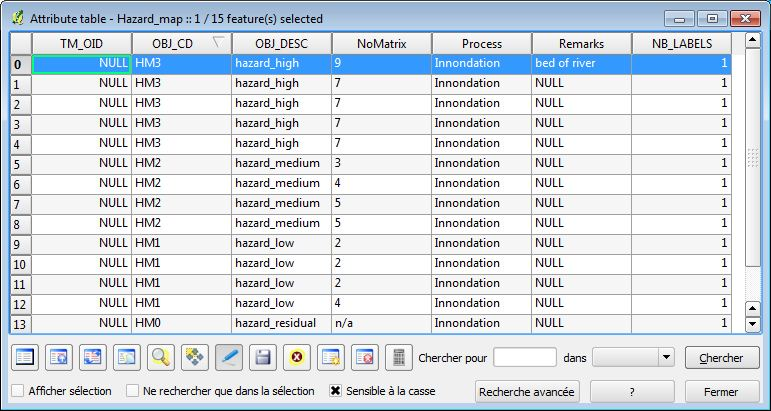 Attribute table - Hazard_map :: 1 / 15 feature(s) selected
TM_OID OBJ_CD OBJ_DESC NoMatrix Process Remarks NB_LABELS
0 NULL HM3 hazard_high 9 Innondation bed of river 1
1 NULL HM3 hazard_high 7 Innondation NULL 1
2 NULL HM3 hazard_high 7 Innondation NULL 1
3 NULL HM3 hazard_high 7 Innondation NULL 1
4 NULL HM3 hazard_high 7 Innondation NULL 1
5 NULL HM2 hazard_medium 3 Innondation NULL 1
6 NULL HM2 hazard_medium 4 Innondation NULL 1
7 NULL HM2 hazard_medium 5 Innondation NULL 1
8 NULL HM2 hazard_medium 5 Innondation NULL 1
9 NULL HM1 hazard_low 2 Innondation NULL 1
10 NULL HM1 hazard_low 2 Innondation NULL 1
11 NULL HM1 hazard_low 2 Innondation NULL 1
12 NULL HM1 hazard_low 4 Innondation NULL 1
13 NULL HM0 hazard_residual n/a Innondation NULL 1
Chercher pour dans Chercher
Afficher sélection Ne rechercher que dans la sélection Sensible à la casse Recherche avancée ? Fermer